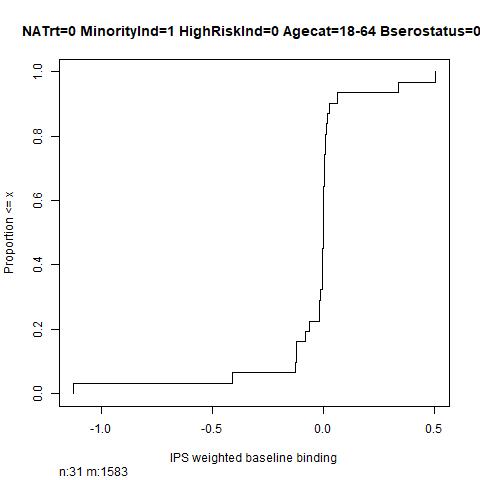 NATrt=0 MinorityInd=1 HighRiskInd=0 Agecat=18-64 Bserostatus=0
1.0
0.8
0.6
0.4
0.2
0.0
Proportion <= x
-1.0 -0.5 0.0 0.5
IPS weighted baseline binding
n:31 m:1583